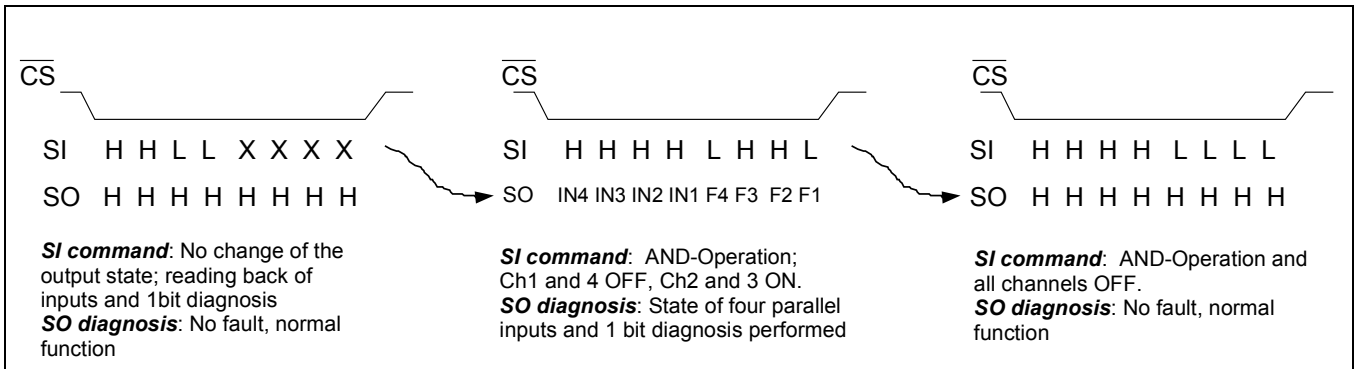 CS
SI H H L L X X X X
SO H H H H H H H H
SI command: No change of the
output state; reading back of
inputs and 1bit diagnosis
SO diagnosis: No fault, normal
function
CS
SI H H H H L H H L
SO IN4 IN3 IN2 IN1 F4 F3 F2 F1
SI command: AND-Operation;
Ch1 and 4 OFF, Ch2 and 3 ON.
SO diagnosis: State of four parallel
inputs and 1 bit diagnosis performed
CS
SI H H H H L L L L
SO H H H H H H H H
SI command: AND-Operation and
all channels OFF.
SO diagnosis: No fault, normal
function